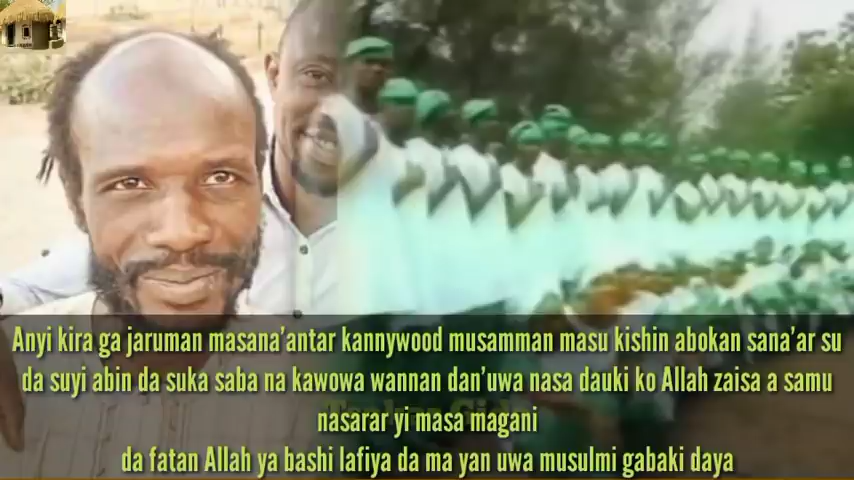 Anyi kira ga jaruman masana'antar kannywood musamman masu kishin abokan sana'ar su
da suyi abin da suka saba na kawowa wannan dan'uwa nasa dauki ko Allah zaisa a samu
nasarar yi masa magani
da fatan Allah ya bashi lafiya da ma yan uwa musulmi gabaki daya